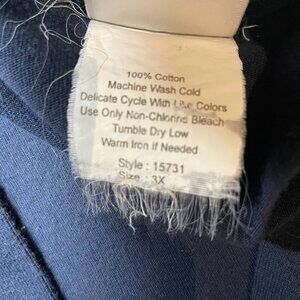 100% Cotton
Machine Wash Cold
Delicate Cycle With Like Colors
Use Only Non-Chlorine Bleach
Tumble Dry Low
Warm Iron if Needed
Style : 15731
Size : 3X